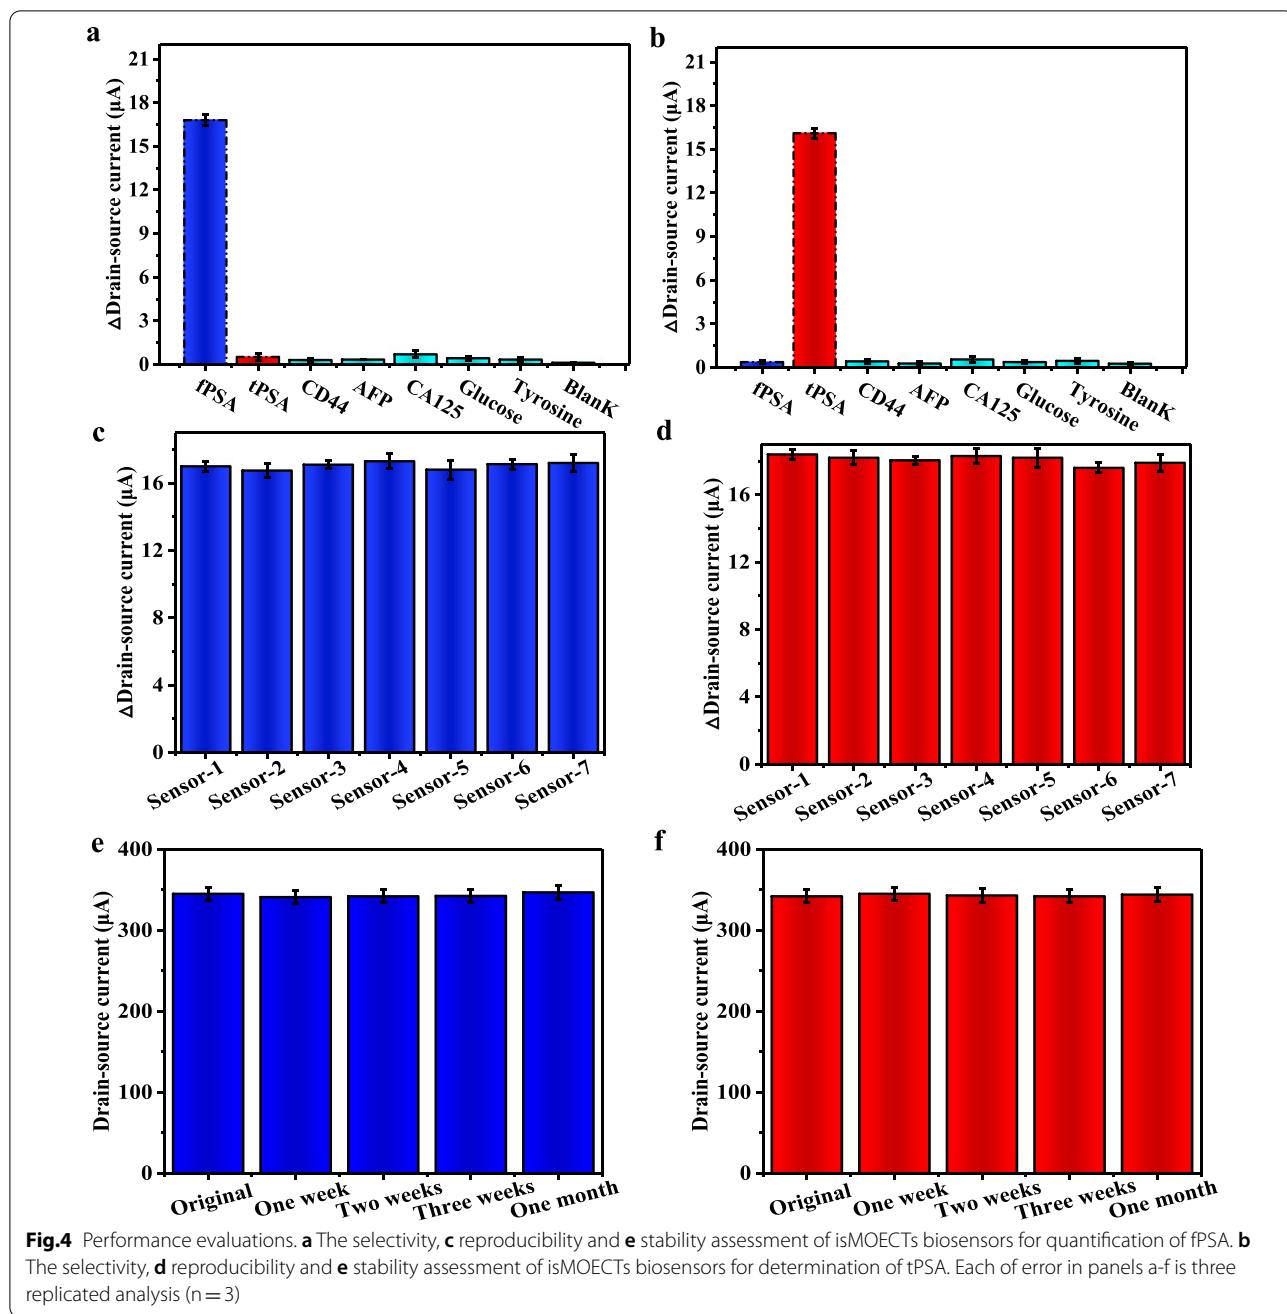 a
ΔDrain-source current (μA)
21
18
15
12
9
6
3
0
fPSA
tPSA
CD44
AFP
CA125
Glucose
Tyrosine
BlanK
b
ΔDrain-source current (μA)
21
18
15
12
9
6
3
0
fPSA
tPSA
CD44
AFP
CA125
Glucose
Tyrosine
BlanK
c
ΔDrain-source current (μA)
16
12
8
4
0
Sensor-1
Sensor-2
Sensor-3
Sensor-4
Sensor-5
Sensor-6
Sensor-7
d
ΔDrain-source current (μA)
16
12
8
4
0
Sensor-1
Sensor-2
Sensor-3
Sensor-4
Sensor-5
Sensor-6
Sensor-7
e
Drain-source current (μA)
400
300
200
100
0
Original
One week
Two weeks
Three weeks
One month
f
Drain-source current (μA)
400
300
200
100
0
Original
One week
Two weeks
Three weeks
One month
Fig.4 Performance evaluations. a The selectivity, c reproducibility and e stability assessment of isMOECTs biosensors for quantification of fPSA. b
The selectivity, d reproducibility and e stability assessment of isMOECTs biosensors for determination of tPSA. Each of error in panels a-f is three
replicated analysis (n = 3)